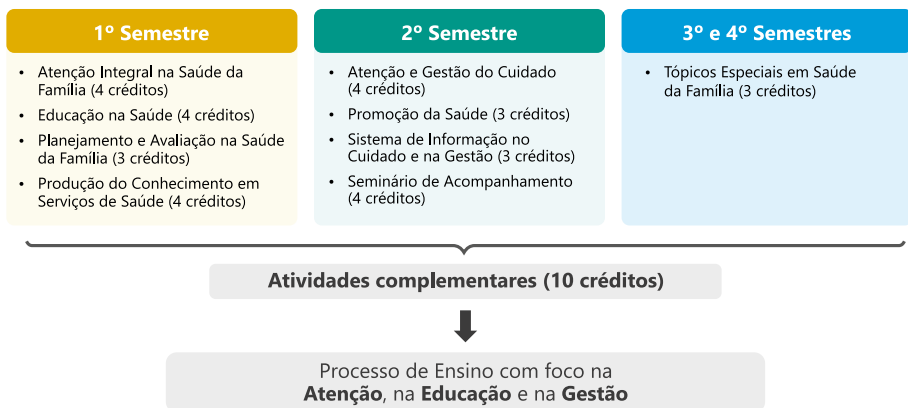 1º Semestre
• Atenção Integral na Saúde da
Família (4 créditos)
• Educação na Saúde (4 créditos)
• Planejamento e Avaliação na Saúde
da Família (3 créditos)
• Produção do Conhecimento em
Serviços de Saúde (4 créditos)
2º Semestre
• Atenção e Gestão do Cuidado
(4 créditos)
• Promoção da Saúde (3 créditos)
• Sistema de Informação no
Cuidado e na Gestão (3 créditos)
• Seminário de Acompanhamento
(4 créditos)
3º e 4º Semestres
• Tópicos Especiais em Saúde
da Família (3 créditos)
Atividades complementares (10 créditos)
Processo de Ensino com foco na
Atenção, na Educação e na Gestão